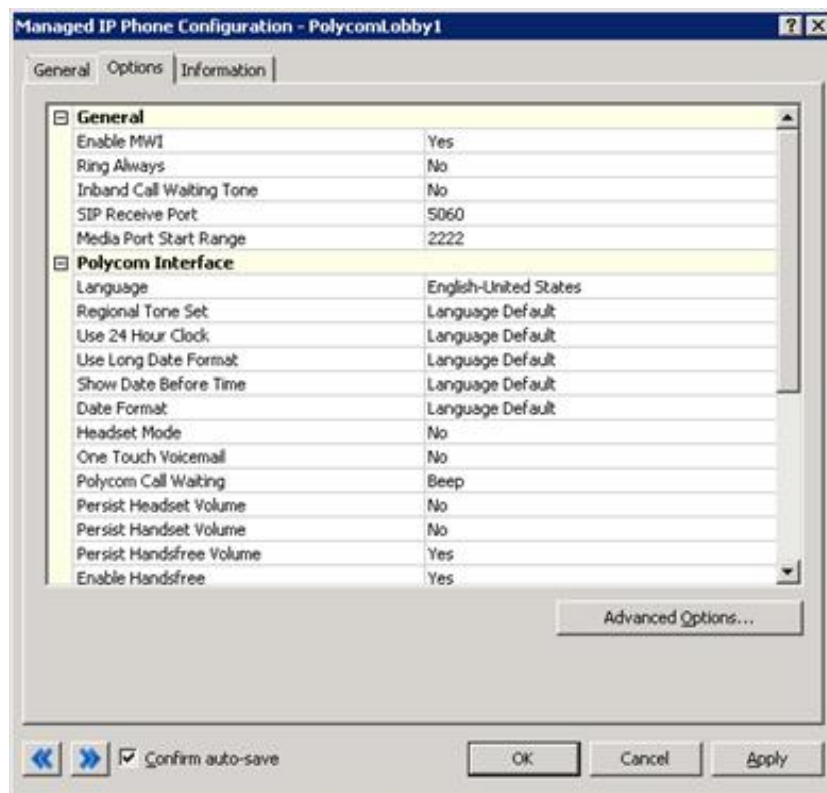 Managed IP Phone Configuration - PolycomLobby1
General Options Information
General
Enable MWI Yes
Ring Always No
Inband Call Waiting Tone No
SIP Receive Port 5060
Media Port Start Range 2222
Polycom Interface
Language English-United States
Regional Tone Set Language Default
Use 24 Hour Clock Language Default
Use Long Date Format Language Default
Show Date Before Time Language Default
Date Format Language Default
Headset Mode No
One Touch Voicemail No
Polycom Call Waiting Beep
Persist Headset Volume No
Persist Handset Volume No
Persist Handsfree Volume Yes
Enable Handsfree Yes
Advanced Options...
Confirm auto-save OK Cancel Apply